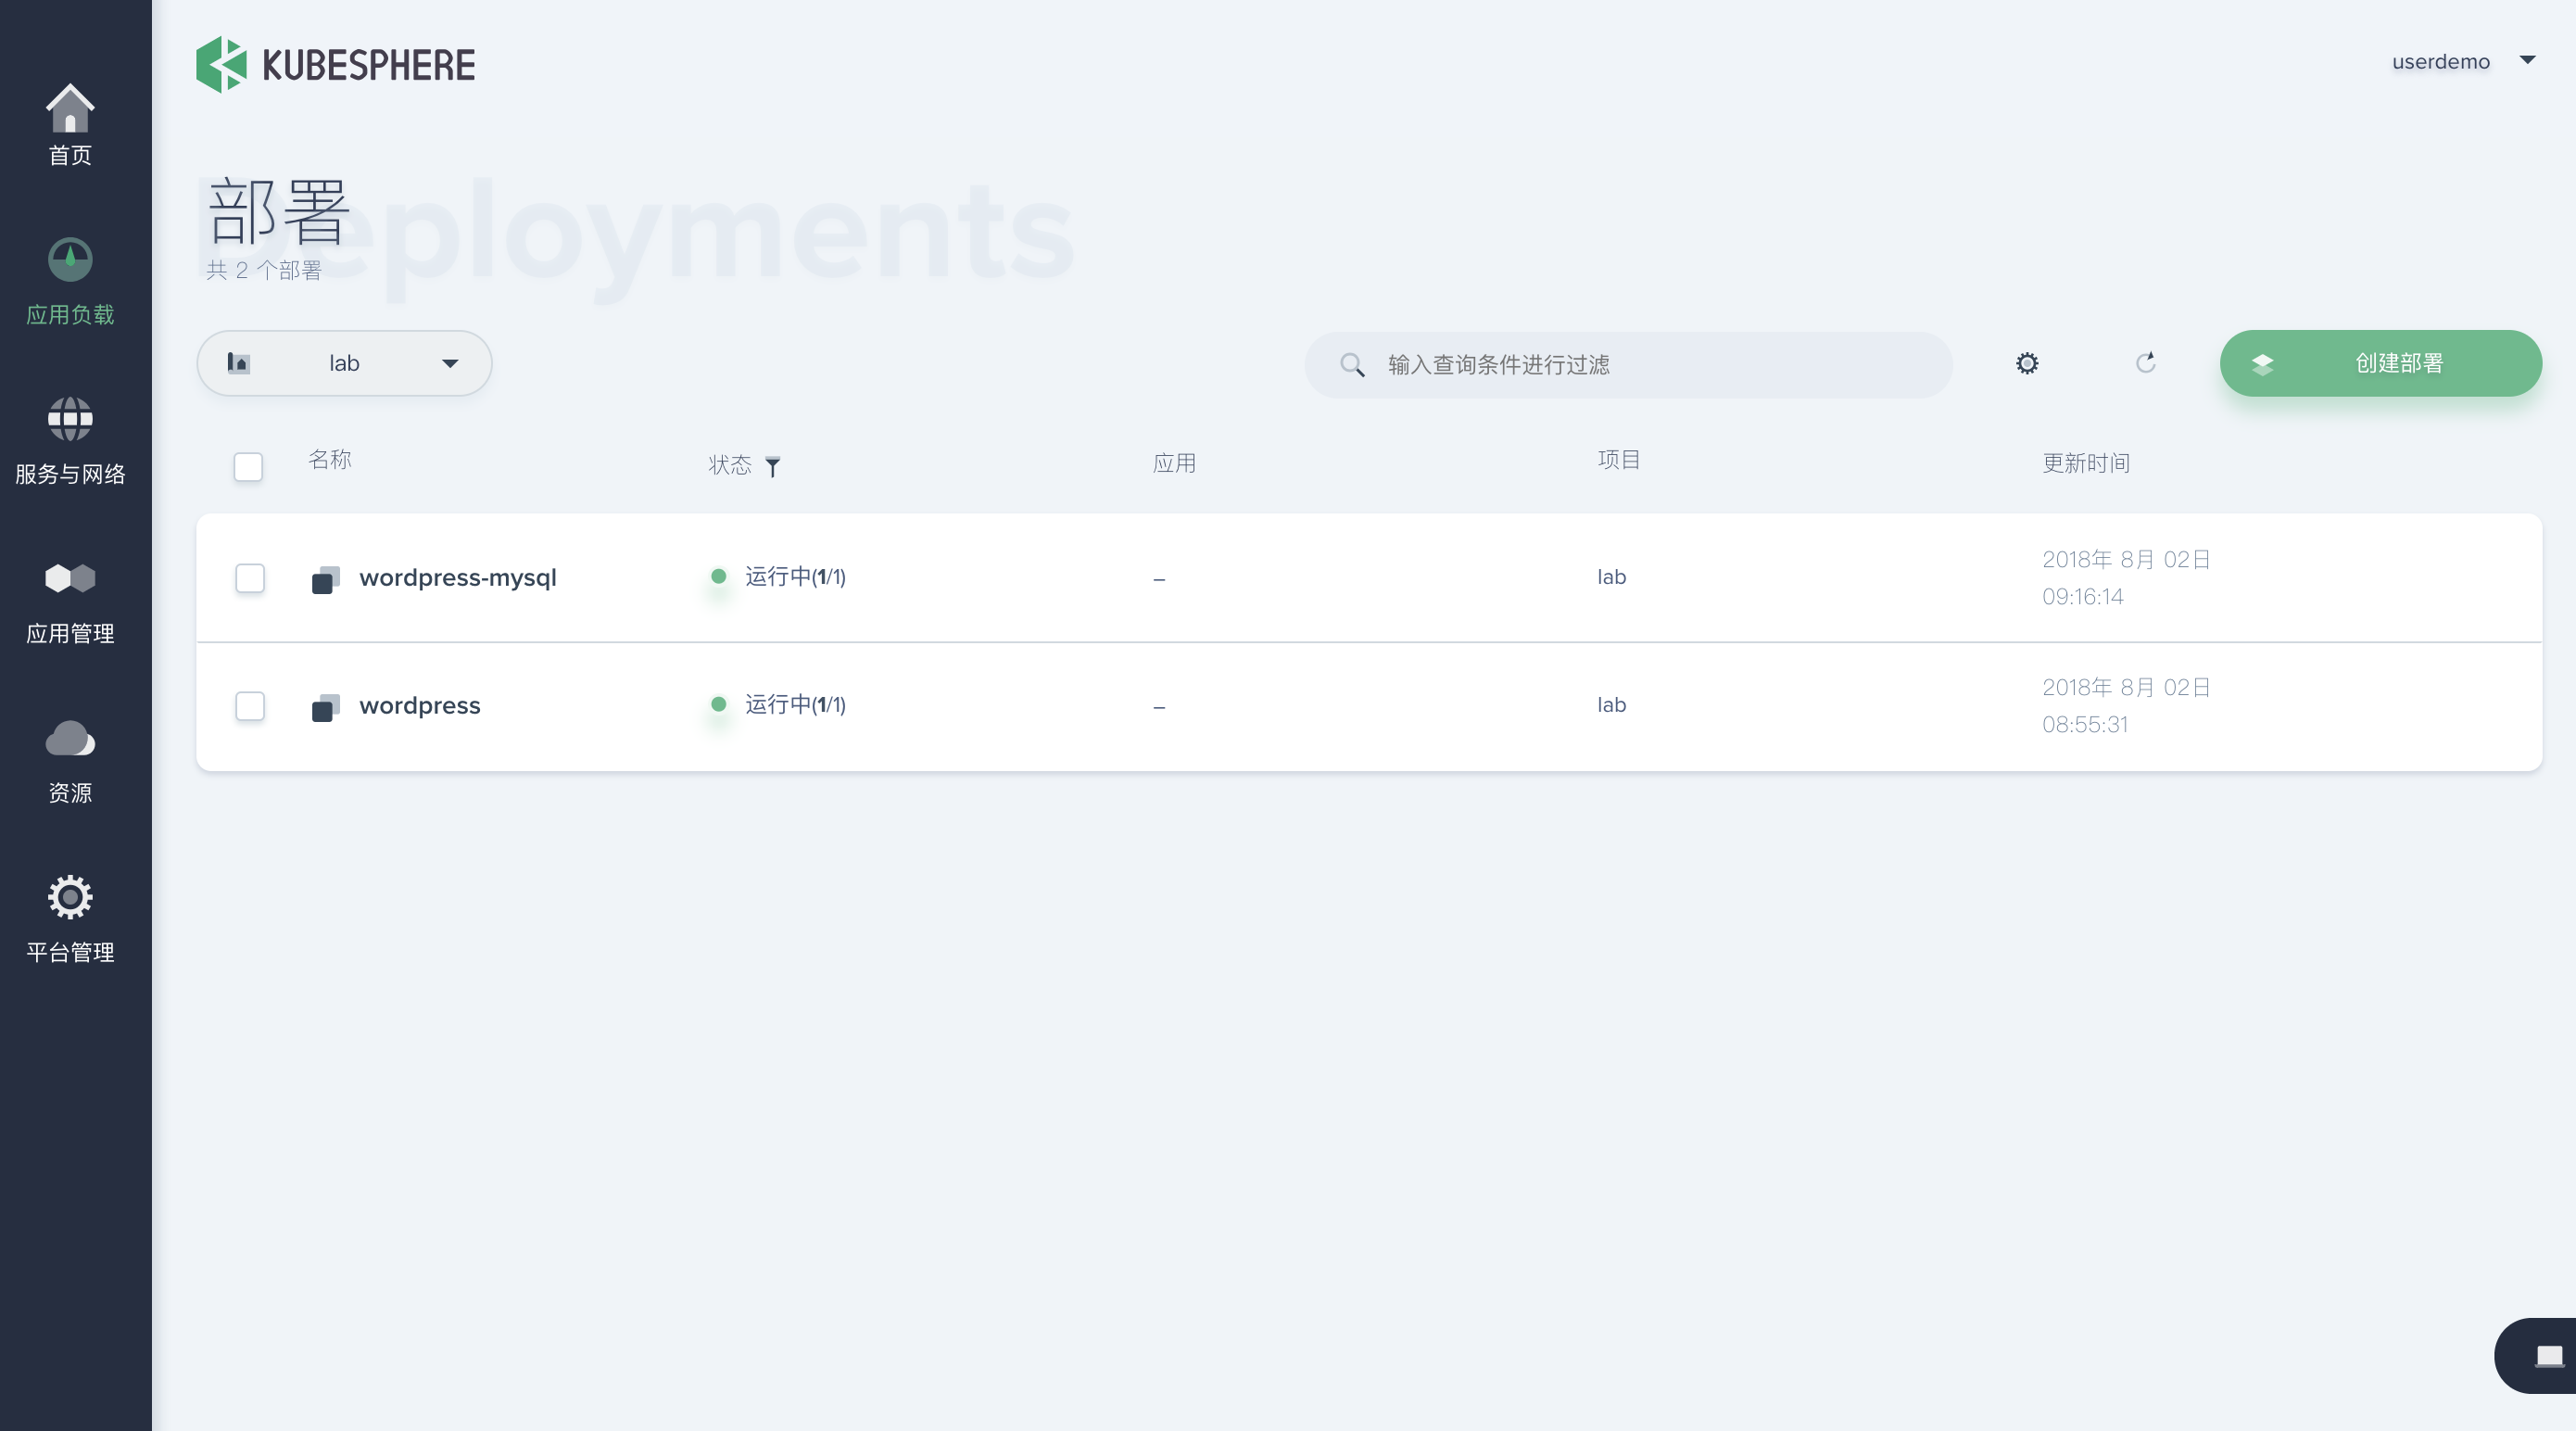 KUBESPHERE
userdemo
首页
应用负载
服务与网络
应用管理
资源
平台管理
Deployments
部署
共 2 个部署
lab
输入查询条件进行过滤
创建部署
名称 状态 应用 项目 更新时间
wordpress-mysql 运行中(1/1) – lab 2018年 8月 02日
09:16:14
wordpress 运行中(1/1) – lab 2018年 8月 02日
08:55:31